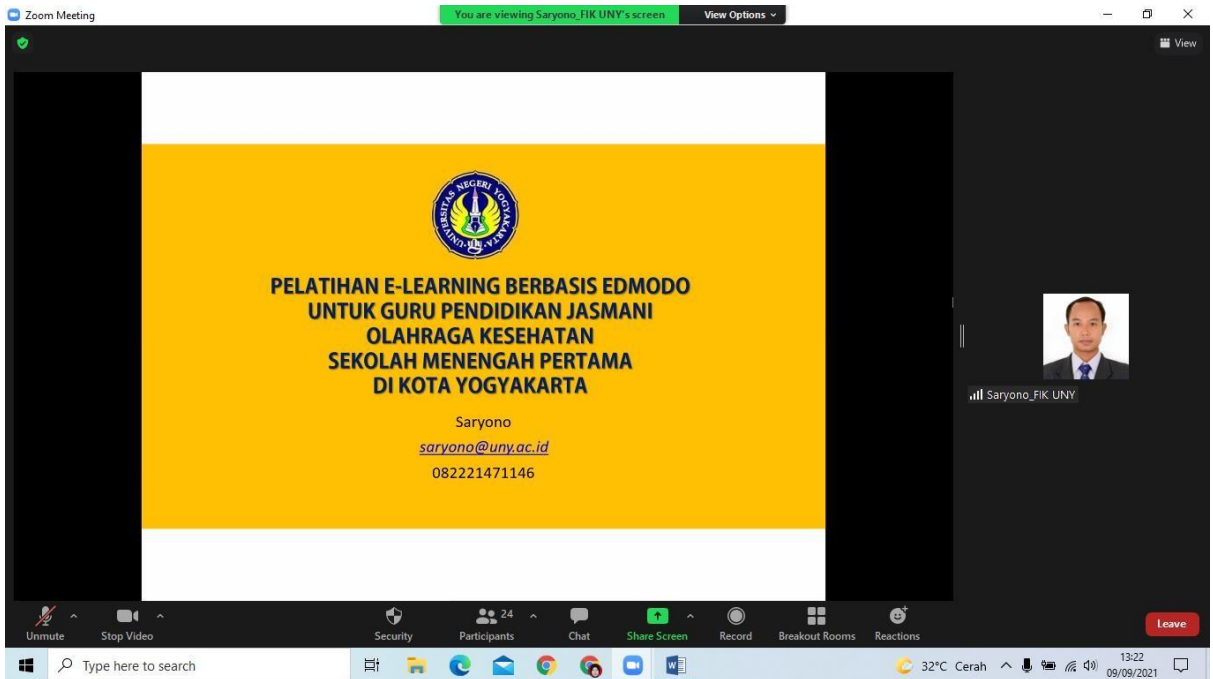 Zoom Meeting
You are viewing Saryono_FIK UNY's screen
View Options
View
UNIVERSITAS NEGERI YOGYAKARTA
PELATIHAN E-LEARNING BERBASIS EDMODO
UNTUK GURU PENDIDIKAN JASMANI
OLAHRAGA KESEHATAN
SEKOLAH MENENGAH PERTAMA
DI KOTA YOGYAKARTA
Saryono
saryono@uny.ac.id
082221471146
Saryono_FIK UNY
Unmute
Stop Video
Security
24
Participants
Chat
Share Screen
Record
Breakout Rooms
Reactions
Leave
Type here to search
32°C Cerah
13:22
09/09/2021